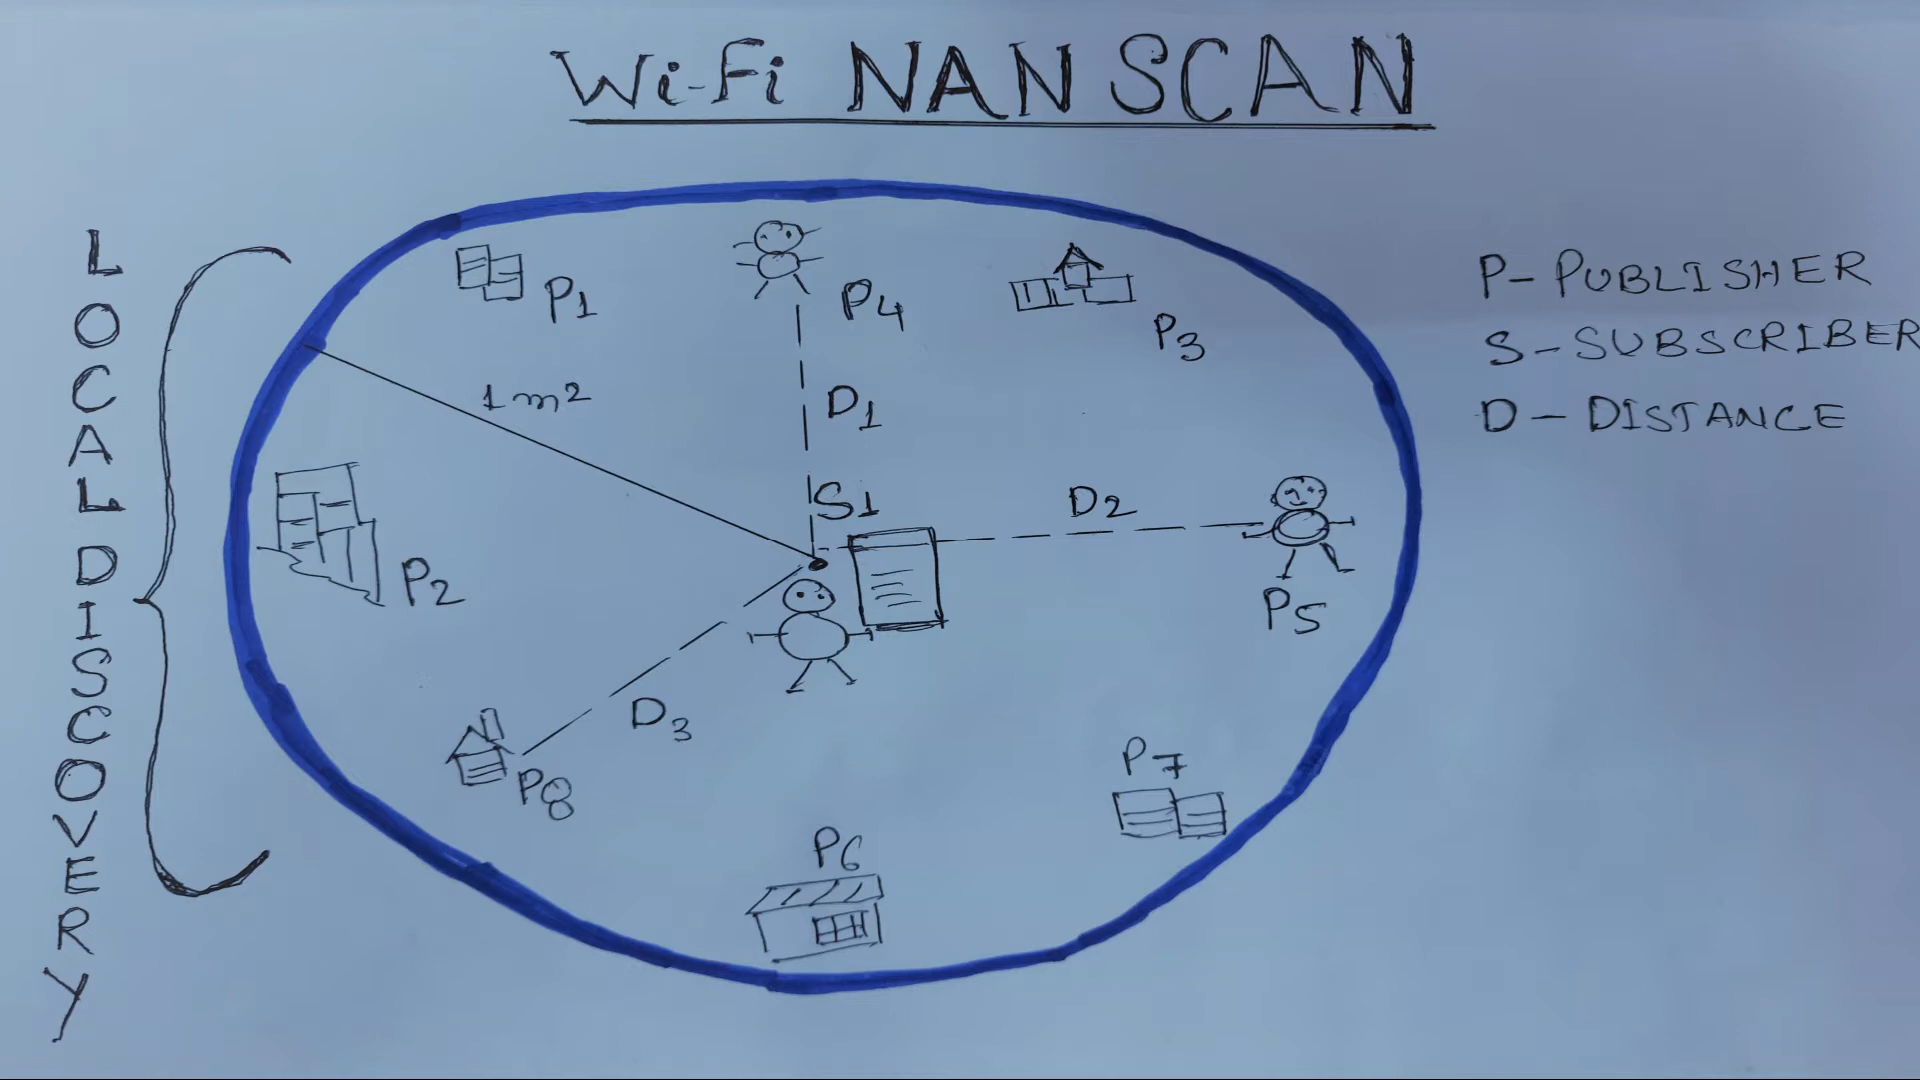 Wi-Fi NAN SCAN
LOCAL DISCOVERY
P1
P4
P3
1m2
D1
S1
D2
P2
P5
D3
P8
P7
P6
P- PUBLISHER
S - SUBSCRIBER
D - DISTANCE